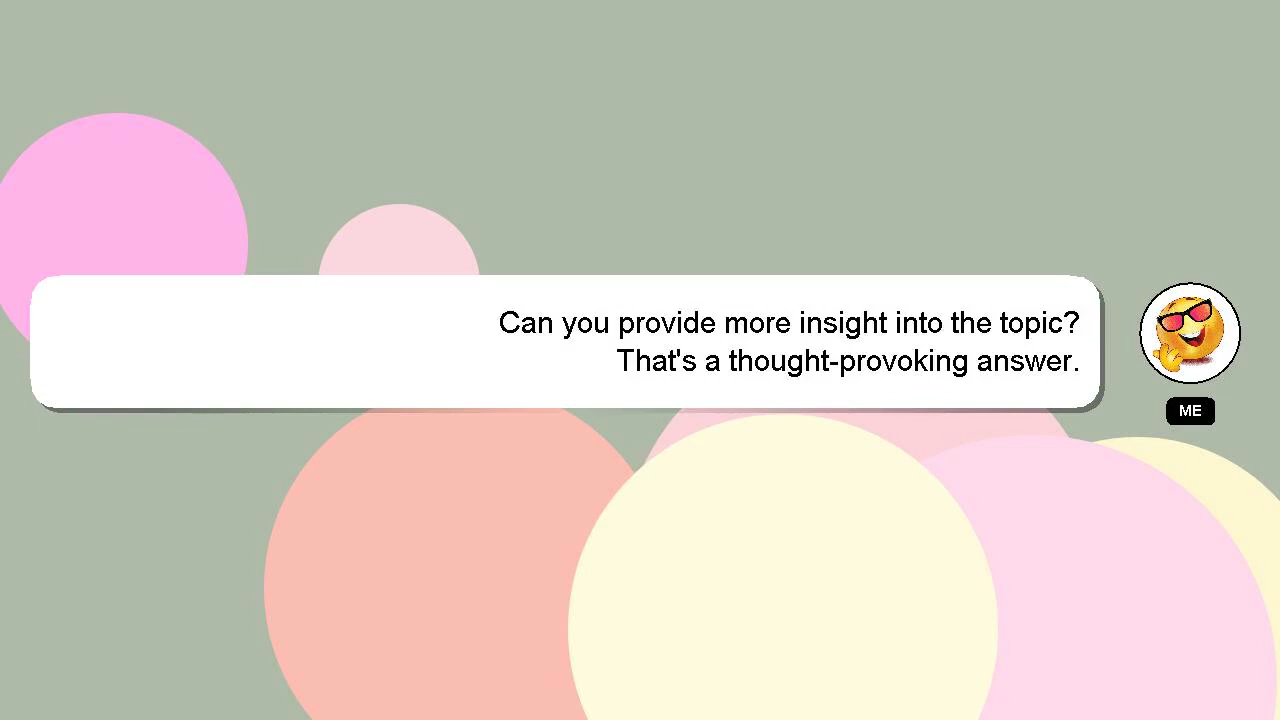 Can you provide more insight into the topic?
That's a thought-provoking answer.
ME